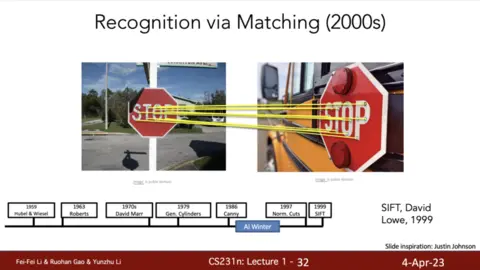 Recognition via Matching (2000s)
STOP
STOP
Image is public domain
Image is public domain
1959
Hubel & Wiesel
1963
Roberts
1970s
David Marr
1979
Gen. Cylinders
1986
Canny
1997
Norm. Cuts
1999
SIFT
AI Winter
SIFT, David
Lowe, 1999
Slide inspiration: Justin Johnson
Fei-Fei Li & Ruohan Gao & Yunzhu Li
CS231n: Lecture 1 - 32
4-Apr-23